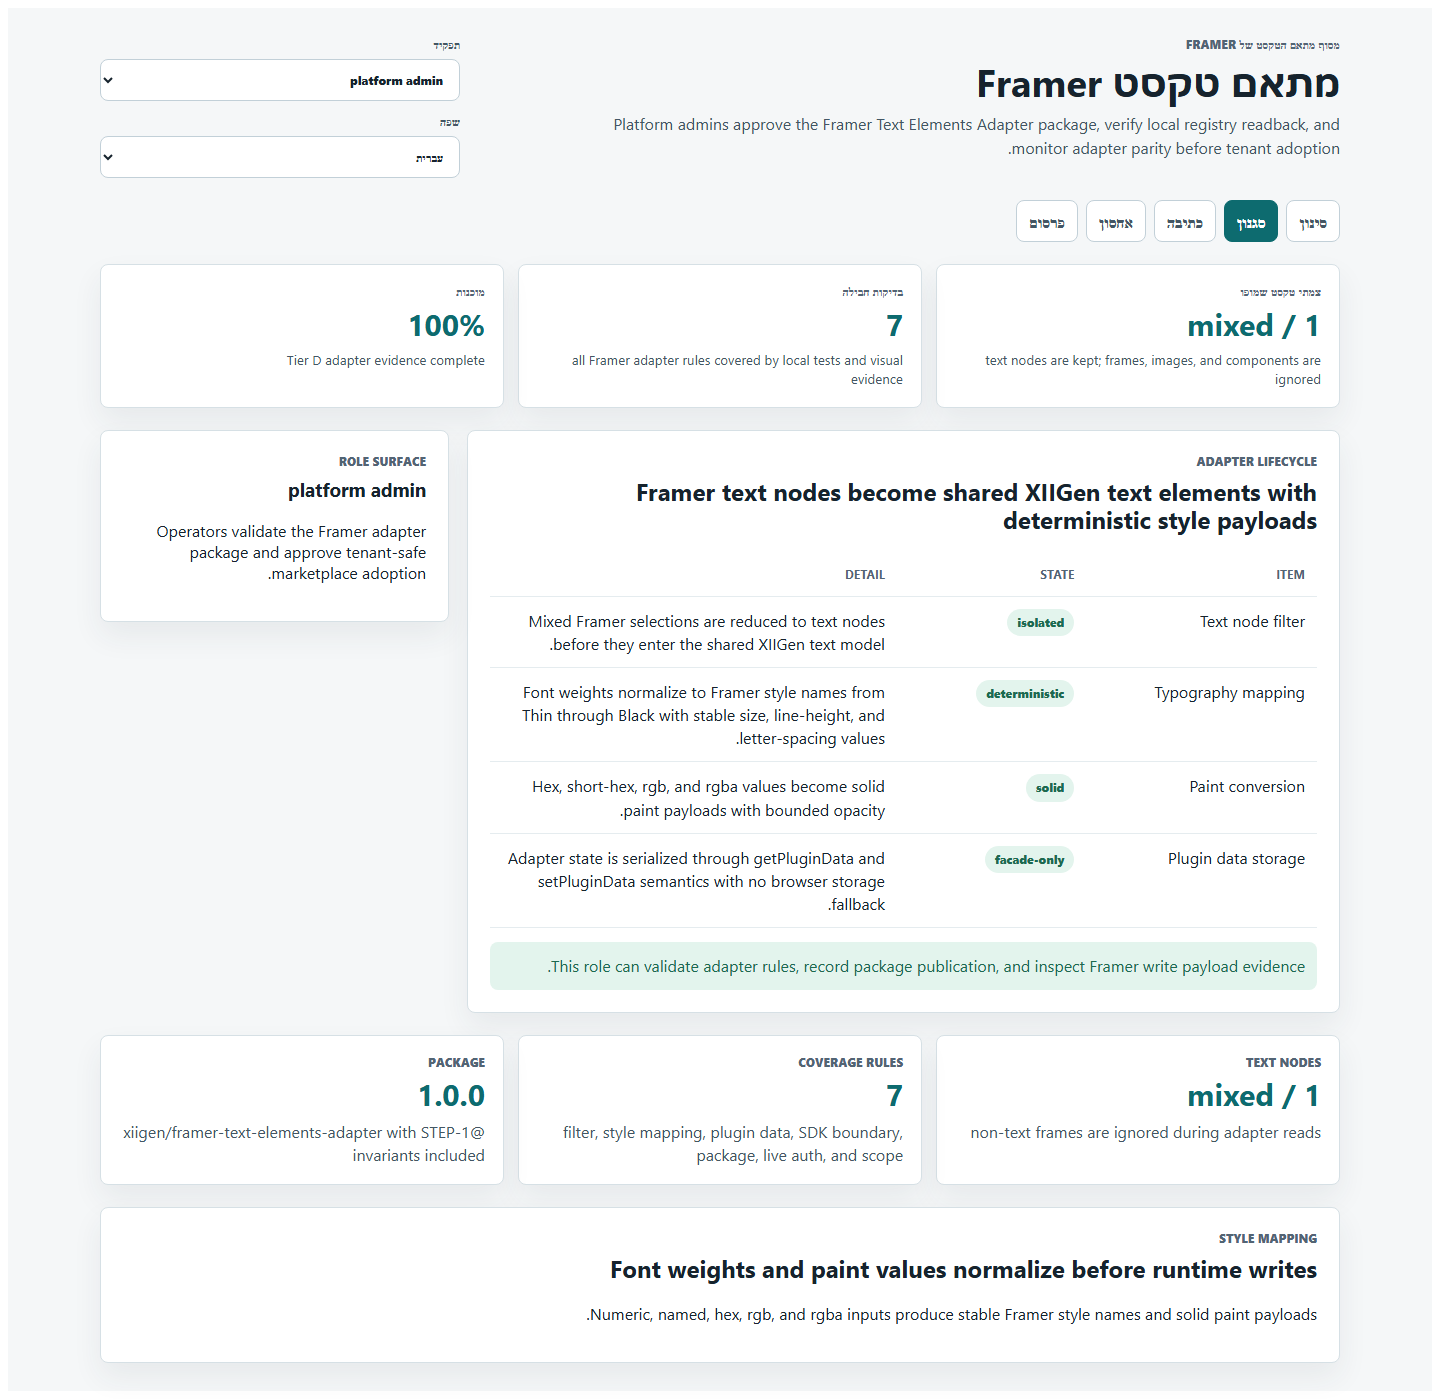 מסוף מתאם הטקסט של FRAMER
מתאם טקסט Framer
Platform admins approve the Framer Text Elements Adapter package, verify local registry readback, and
monitor adapter parity before tenant adoption.
תפקיד
platform admin
שפה
עברית
סינון
סגנון
כתיבה
אחסון
פרסום
צמתי טקסט שמופו
mixed / 1
text nodes are kept; frames, images, and components are
ignored
בדיקות חבילה
7
all Framer adapter rules covered by local tests and visual
evidence
מוכנות
100%
Tier D adapter evidence complete
ADAPTER LIFECYCLE
Framer text nodes become shared XIIGen text elements with
deterministic style payloads
ITEM STATE DETAIL
Text node filter
isolated
Mixed Framer selections are reduced to text nodes
before they enter the shared XIIGen text model.
Typography mapping
deterministic
Font weights normalize to Framer style names from
Thin through Black with stable size, line-height, and
letter-spacing values.
Paint conversion
solid
Hex, short-hex, rgb, and rgba values become solid
paint payloads with bounded opacity.
Plugin data storage
facade-only
Adapter state is serialized through getPluginData and
setPluginData semantics with no browser storage
fallback.
This role can validate adapter rules, record package publication, and inspect Framer write payload evidence.
ROLE SURFACE
platform admin
Operators validate the Framer adapter
package and approve tenant-safe
marketplace adoption.
TEXT NODES
mixed / 1
non-text frames are ignored during adapter reads
COVERAGE RULES
7
filter, style mapping, plugin data, SDK boundary,
package, live auth, and scope
PACKAGE
1.0.0
@xiigen/framer-text-elements-adapter with STEP-1
invariants included
STYLE MAPPING
Font weights and paint values normalize before runtime writes
Numeric, named, hex, rgb, and rgba inputs produce stable Framer style names and solid paint payloads.